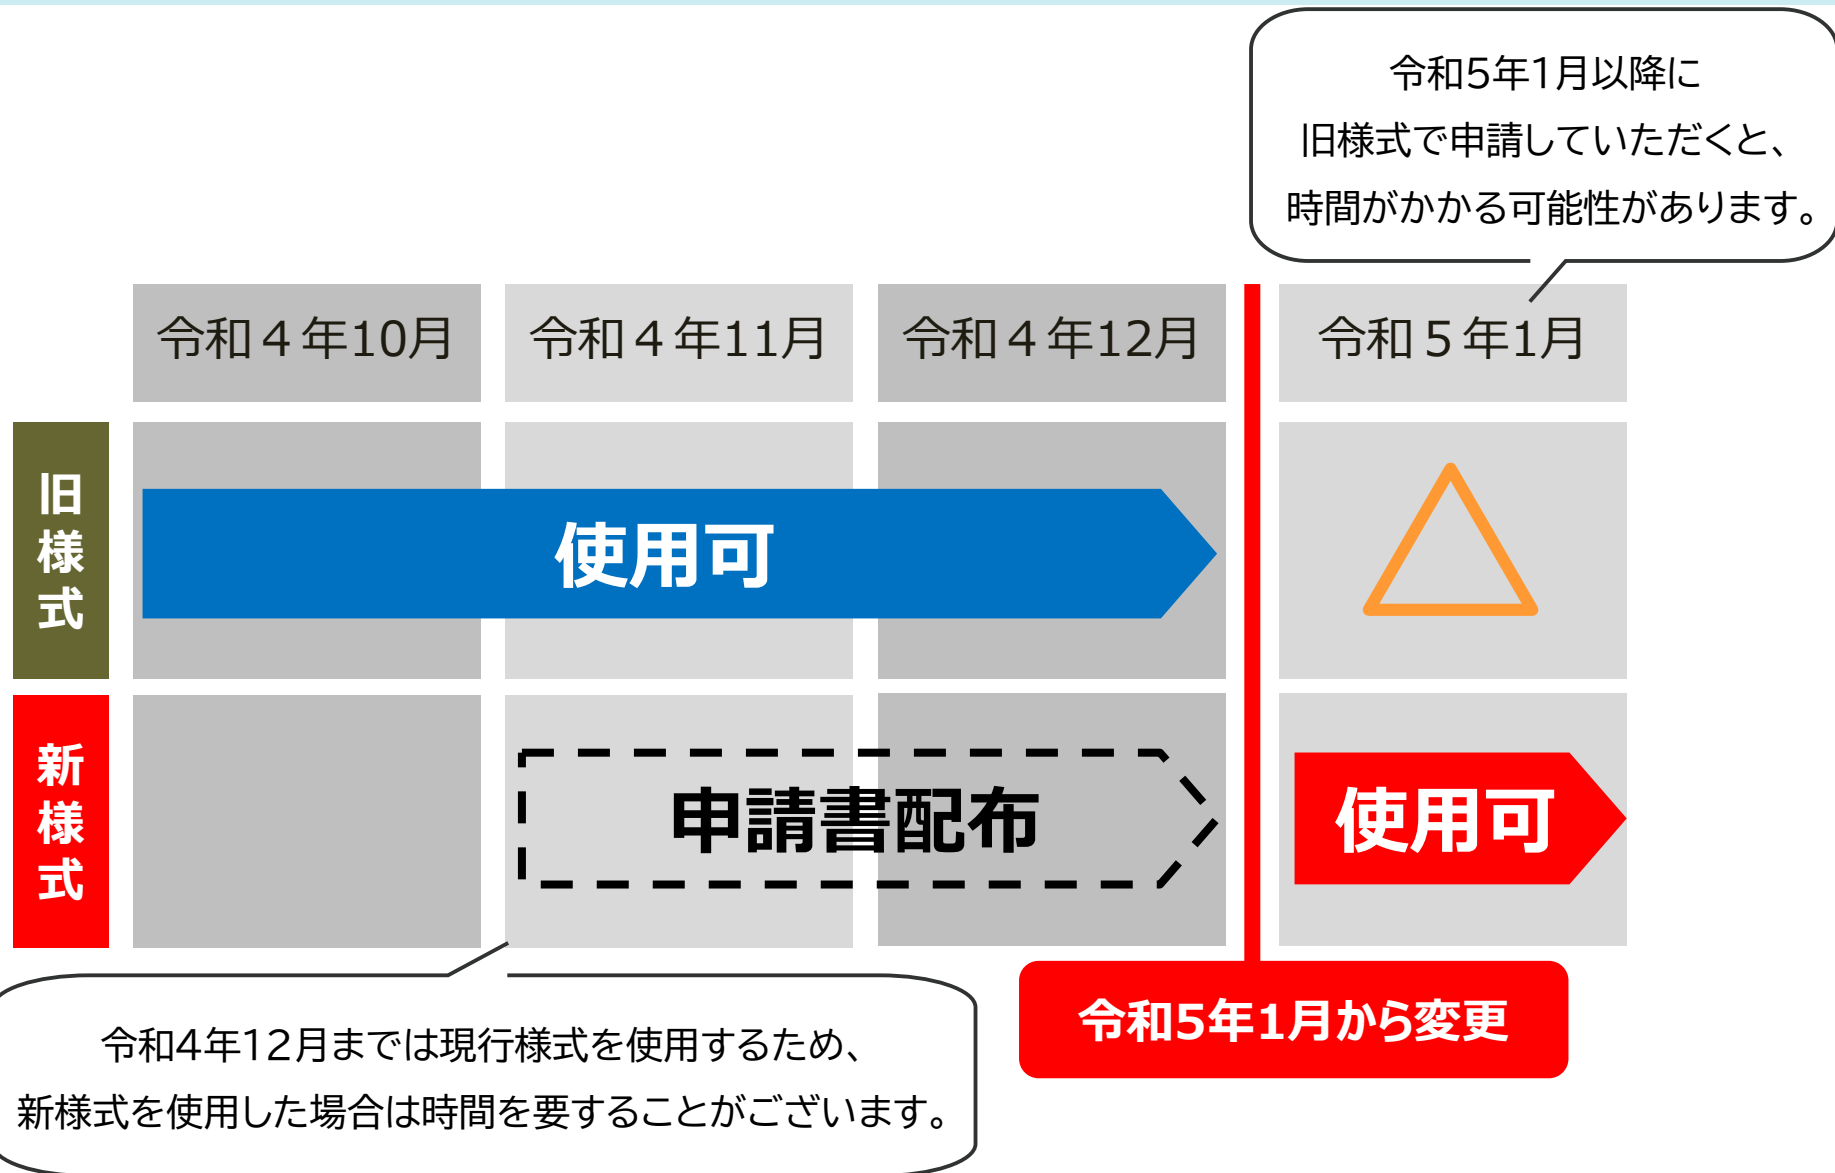 令和5年1月以降に
旧様式で申請していただくと、
時間がかかる可能性があります。
令和４年10月
令和４年11月
令和４年12月
令和５年1月
旧様式
使用可
新様式
申請書配布
使用可
令和5年1月から変更
令和4年12月までは現行様式を使用するため、
新様式を使用した場合は時間を要することがございます。